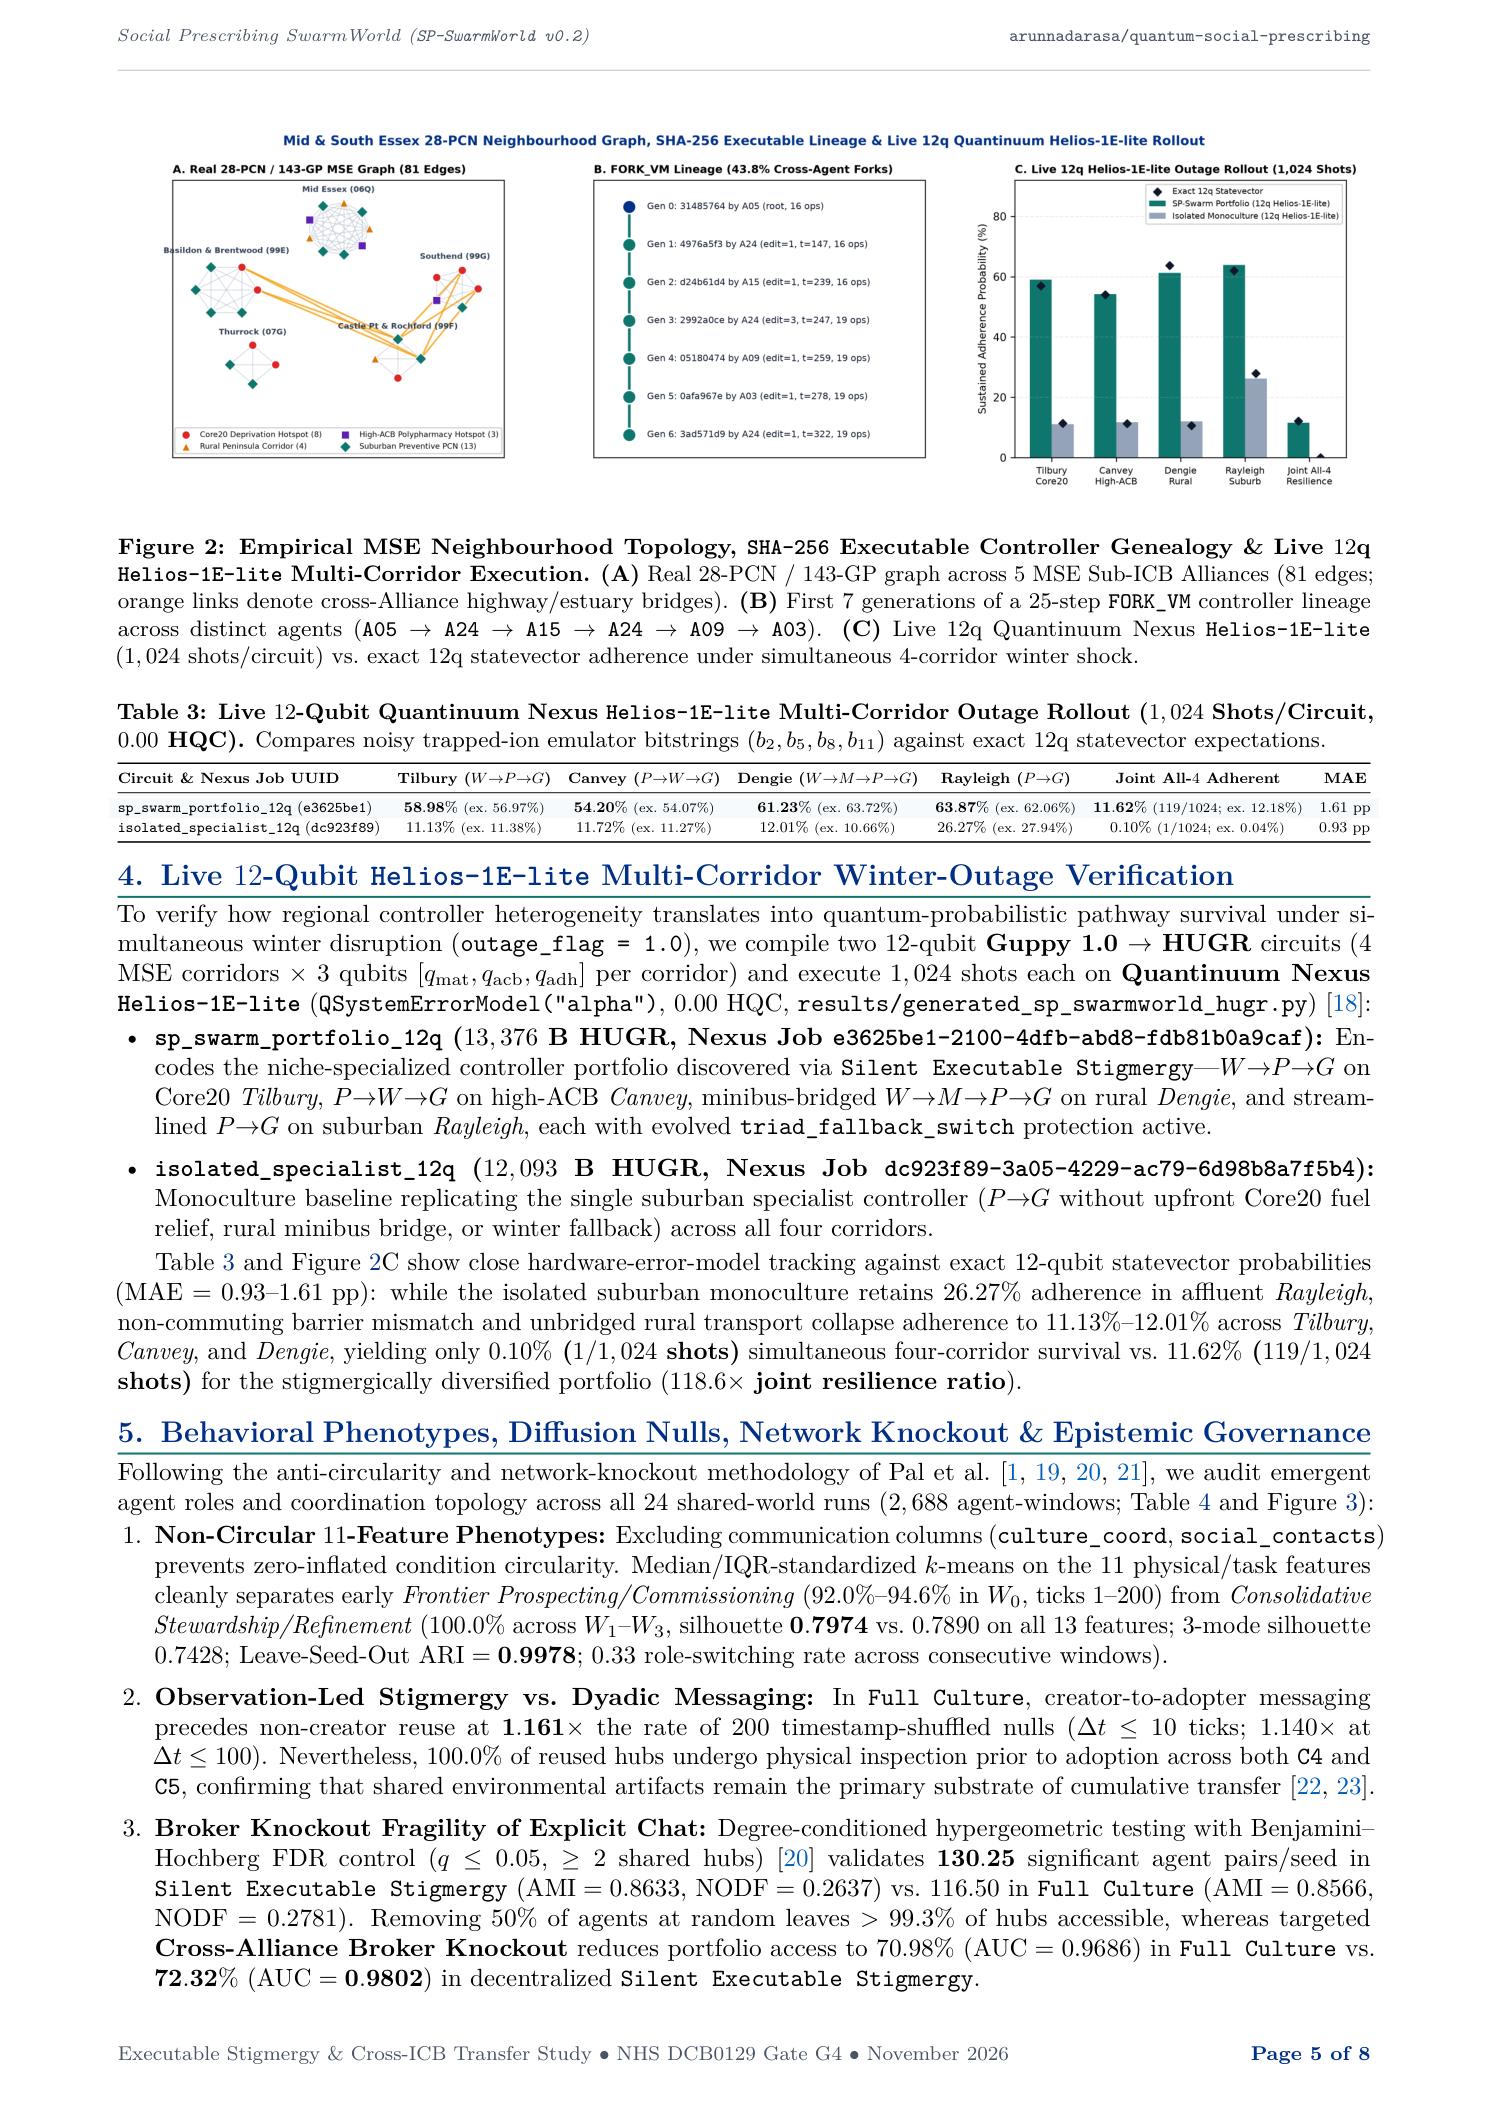 Social Prescribing SwarmWorld (SP-SwarmWorld v0.2)
arunnadarasa/quantum-social-prescribing
Mid & South Essex 28-PCN Neighbourhood Graph, SHA-256 Executable Lineage & Live 12q Quantinuum Helios-1E-lite Rollout
A. Real 28-PCN / 143-GP MSE Graph (81 Edges)
Mid Essex (06Q)
Basildon & Brentwood (99E)
Southend (99G)
Castle Pt & Rochford (99F)
Thurrock (07G)
Core20 Deprivation Hotspot (8)
Rural Peninsula Corridor (4)
High-ACB Polypharmacy Hotspot (3)
Suburban Preventive PCN (13)
B. FORK_VM Lineage (43.8% Cross-Agent Forks)
Gen 0: 31485764 by A05 (root, 16 ops)
Gen 1: 4976a5f3 by A24 (edit=1, t=147, 16 ops)
Gen 2: d24b61d4 by A15 (edit=1, t=239, 16 ops)
Gen 3: 2992a0ce by A24 (edit=3, t=247, 19 ops)
Gen 4: 05180474 by A09 (edit=1, t=259, 19 ops)
Gen 5: 0afa967e by A03 (edit=1, t=278, 19 ops)
Gen 6: 3ad571d9 by A24 (edit=1, t=322, 19 ops)
C. Live 12q Helios-1E-lite Outage Rollout (1,024 Shots)
Exact 12q Statevector
SP-Swarm Portfolio (12q Helios-1E-lite)
Isolated Monoculture (12q Helios-1E-lite)
Sustained Adherence Probability (%)
80
60
40
20
0
Tilbury Core20
Canvey High-ACB
Dengie Rural
Rayleigh Suburb
Joint All-4 Resilience
Figure 2: Empirical MSE Neighbourhood Topology, SHA-256 Executable Controller Genealogy & Live 12q
Helios-1E-lite Multi-Corridor Execution. (A) Real 28-PCN / 143-GP graph across 5 MSE Sub-ICB Alliances (81 edges;
orange links denote cross-Alliance highway/estuary bridges). (B) First 7 generations of a 25-step FORK_VM controller lineage
across distinct agents (A05 → A24 → A15 → A24 → A09 → A03). (C) Live 12q Quantinuum Nexus Helios-1E-lite
(1,024 shots/circuit) vs. exact 12q statevector adherence under simultaneous 4-corridor winter shock.
Table 3: Live 12-Qubit Quantinuum Nexus Helios-1E-lite Multi-Corridor Outage Rollout (1,024 Shots/Circuit,
0.00 HQC). Compares noisy trapped-ion emulator bitstrings (b2, b5, b8, b11) against exact 12q statevector expectations.
Circuit & Nexus Job UUID Tilbury (W→P→G) Canvey (P→W→G) Dengie (W→M→P→G) Rayleigh (P→G) Joint All-4 Adherent MAE
sp_swarm_portfolio_12q (e3625be1) 58.98% (ex. 56.97%) 54.20% (ex. 54.07%) 61.23% (ex. 63.72%) 63.87% (ex. 62.06%) 11.62% (119/1024; ex. 12.18%) 1.61 pp
isolated_specialist_12q (dc923f89) 11.13% (ex. 11.38%) 11.72% (ex. 11.27%) 12.01% (ex. 10.66%) 26.27% (ex. 27.94%) 0.10% (1/1024; ex. 0.04%) 0.93 pp
4. Live 12-Qubit Helios-1E-lite Multi-Corridor Winter-Outage Verification
To verify how regional controller heterogeneity translates into quantum-probabilistic pathway survival under si-
multaneous winter disruption (outage_flag = 1.0), we compile two 12-qubit Guppy 1.0 → HUGR circuits (4
MSE corridors × 3 qubits [qmat, qacb, qadh] per corridor) and execute 1,024 shots each on Quantinuum Nexus
Helios-1E-lite (QSystemErrorModel("alpha"), 0.00 HQC, results/generated_sp_swarmworld_hugr.py) [18]:
• sp_swarm_portfolio_12q (13,376 B HUGR, Nexus Job e3625be1-2100-4dfb-abd8-fdb81b0a9caf): En-
codes the niche-specialized controller portfolio discovered via Silent Executable Stigmergy—W→P→G on
Core20 Tilbury, P→W→G on high-ACB Canvey, minibus-bridged W→M→P→G on rural Dengie, and stream-
lined P→G on suburban Rayleigh, each with evolved triad_fallback_switch protection active.
• isolated_specialist_12q (12,093 B HUGR, Nexus Job dc923f89-3a05-4229-ac79-6d98b8a7f5b4):
Monoculture baseline replicating the single suburban specialist controller (P→G without upfront Core20 fuel
relief, rural minibus bridge, or winter fallback) across all four corridors.
Table 3 and Figure 2C show close hardware-error-model tracking against exact 12-qubit statevector probabilities
(MAE = 0.93–1.61 pp): while the isolated suburban monoculture retains 26.27% adherence in affluent Rayleigh,
non-commuting barrier mismatch and unbridged rural transport collapse adherence to 11.13%–12.01% across Tilbury,
Canvey, and Dengie, yielding only 0.10% (1/1,024 shots) simultaneous four-corridor survival vs. 11.62% (119/1,024
shots) for the stigmergically diversified portfolio (118.6× joint resilience ratio).
5. Behavioral Phenotypes, Diffusion Nulls, Network Knockout & Epistemic Governance
Following the anti-circularity and network-knockout methodology of Pal et al. [1, 19, 20, 21], we audit emergent
agent roles and coordination topology across all 24 shared-world runs (2,688 agent-windows; Table 4 and Figure 3):
1. Non-Circular 11-Feature Phenotypes: Excluding communication columns (culture_coord, social_contacts)
prevents zero-inflated condition circularity. Median/IQR-standardized k-means on the 11 physical/task features
cleanly separates early Frontier Prospecting/Commissioning (92.0%–94.6% in W0, ticks 1–200) from Consolidative
Stewardship/Refinement (100.0% across W1–W3, silhouette 0.7974 vs. 0.7890 on all 13 features; 3-mode silhouette
0.7428; Leave-Seed-Out ARI = 0.9978; 0.33 role-switching rate across consecutive windows).
2. Observation-Led Stigmergy vs. Dyadic Messaging: In Full Culture, creator-to-adopter messaging
precedes non-creator reuse at 1.161× the rate of 200 timestamp-shuffled nulls (Δt ≤ 10 ticks; 1.140× at
Δt ≤ 100). Nevertheless, 100.0% of reused hubs undergo physical inspection prior to adoption across both C4 and
C5, confirming that shared environmental artifacts remain the primary substrate of cumulative transfer [22, 23].
3. Broker Knockout Fragility of Explicit Chat: Degree-conditioned hypergeometric testing with Benjamini–
Hochberg FDR control (q ≤ 0.05, ≥ 2 shared hubs) [20] validates 130.25 significant agent pairs/seed in
Silent Executable Stigmergy (AMI = 0.8633, NODF = 0.2637) vs. 116.50 in Full Culture (AMI = 0.8566,
NODF = 0.2781). Removing 50% of agents at random leaves > 99.3% of hubs accessible, whereas targeted
Cross-Alliance Broker Knockout reduces portfolio access to 70.98% (AUC = 0.9686) in Full Culture vs.
72.32% (AUC = 0.9802) in decentralized Silent Executable Stigmergy.
Executable Stigmergy & Cross-ICB Transfer Study • NHS DCB0129 Gate G4 • November 2026
Page 5 of 8